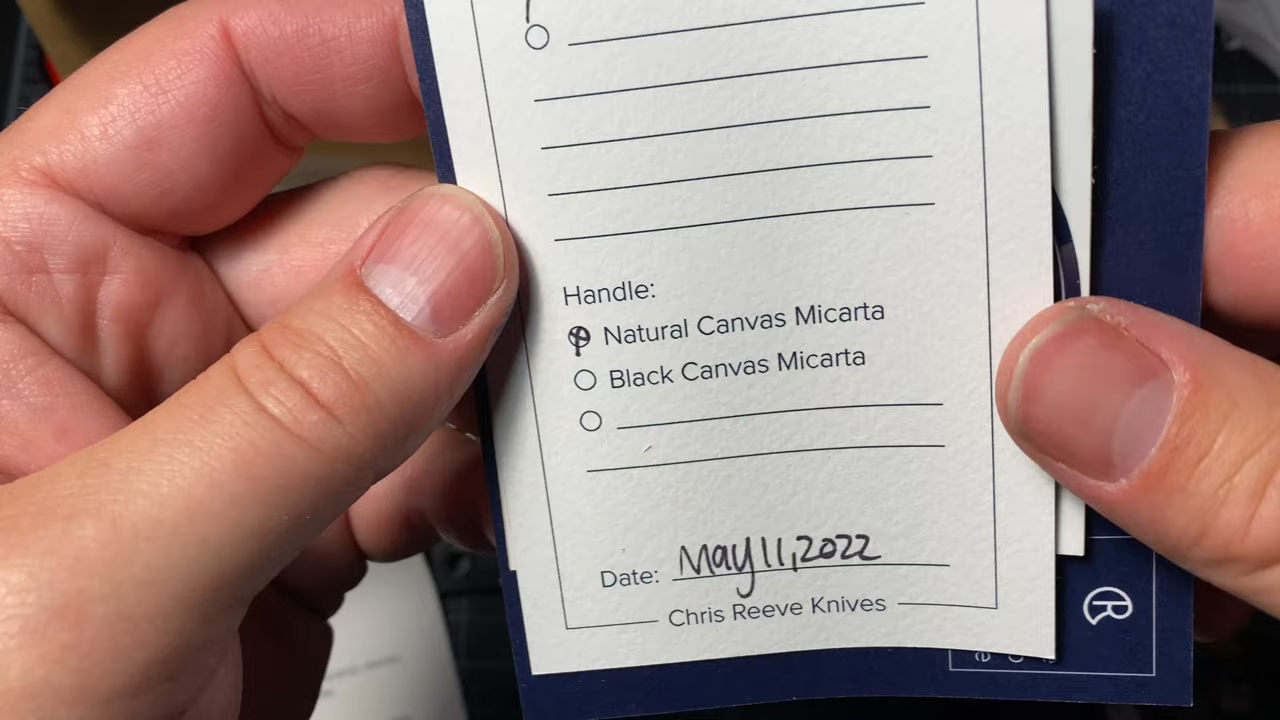 Handle:
Natural Canvas Micarta
Black Canvas Micarta
Date: May 11, 2022
Chris Reeve Knives